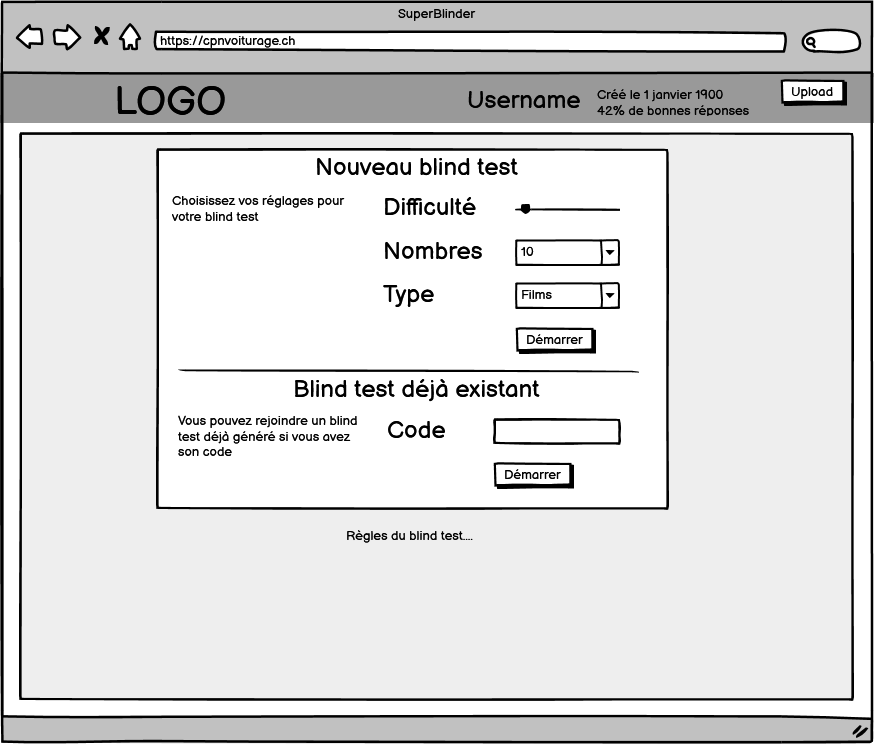 SuperBlinder
https://cpnvoiturage.ch
LOGO
Username
Créé le 1 janvier 1900
42% de bonnes réponses
Upload
Nouveau blind test
Choisissez vos réglages pour
votre blind test
Difficulté
Nombres
10
Type
Films
Démarrer
Blind test déjà existant
Vous pouvez rejoindre un blind
test déjà généré si vous avez
son code
Code
Démarrer
Règles du blind test....